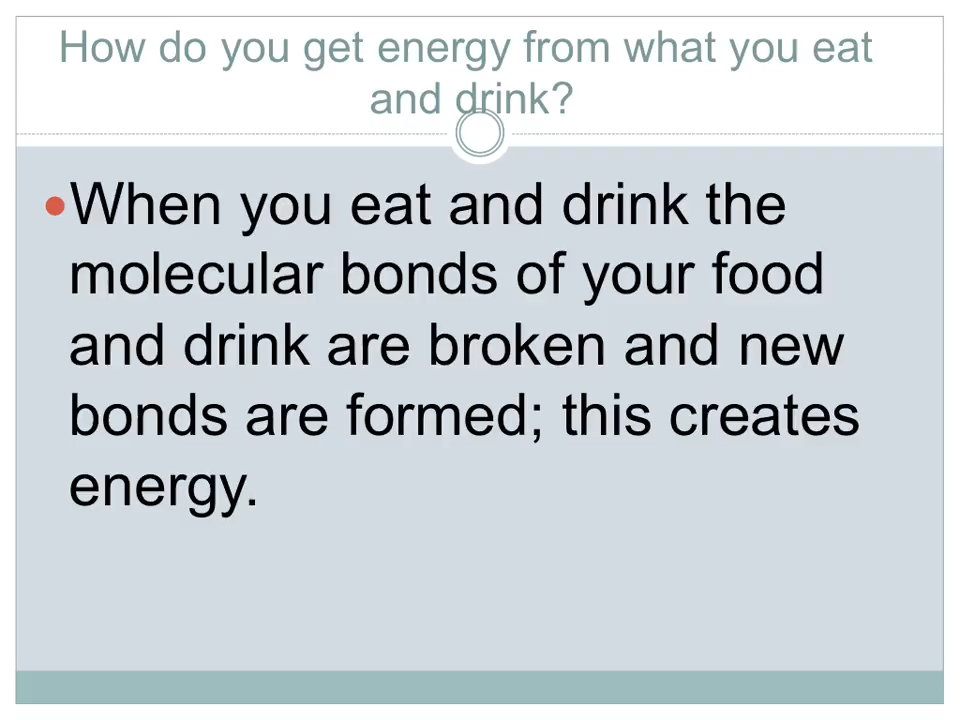 How do you get energy from what you eat
and drink?
•When you eat and drink the
molecular bonds of your food
and drink are broken and new
bonds are formed; this creates
energy.